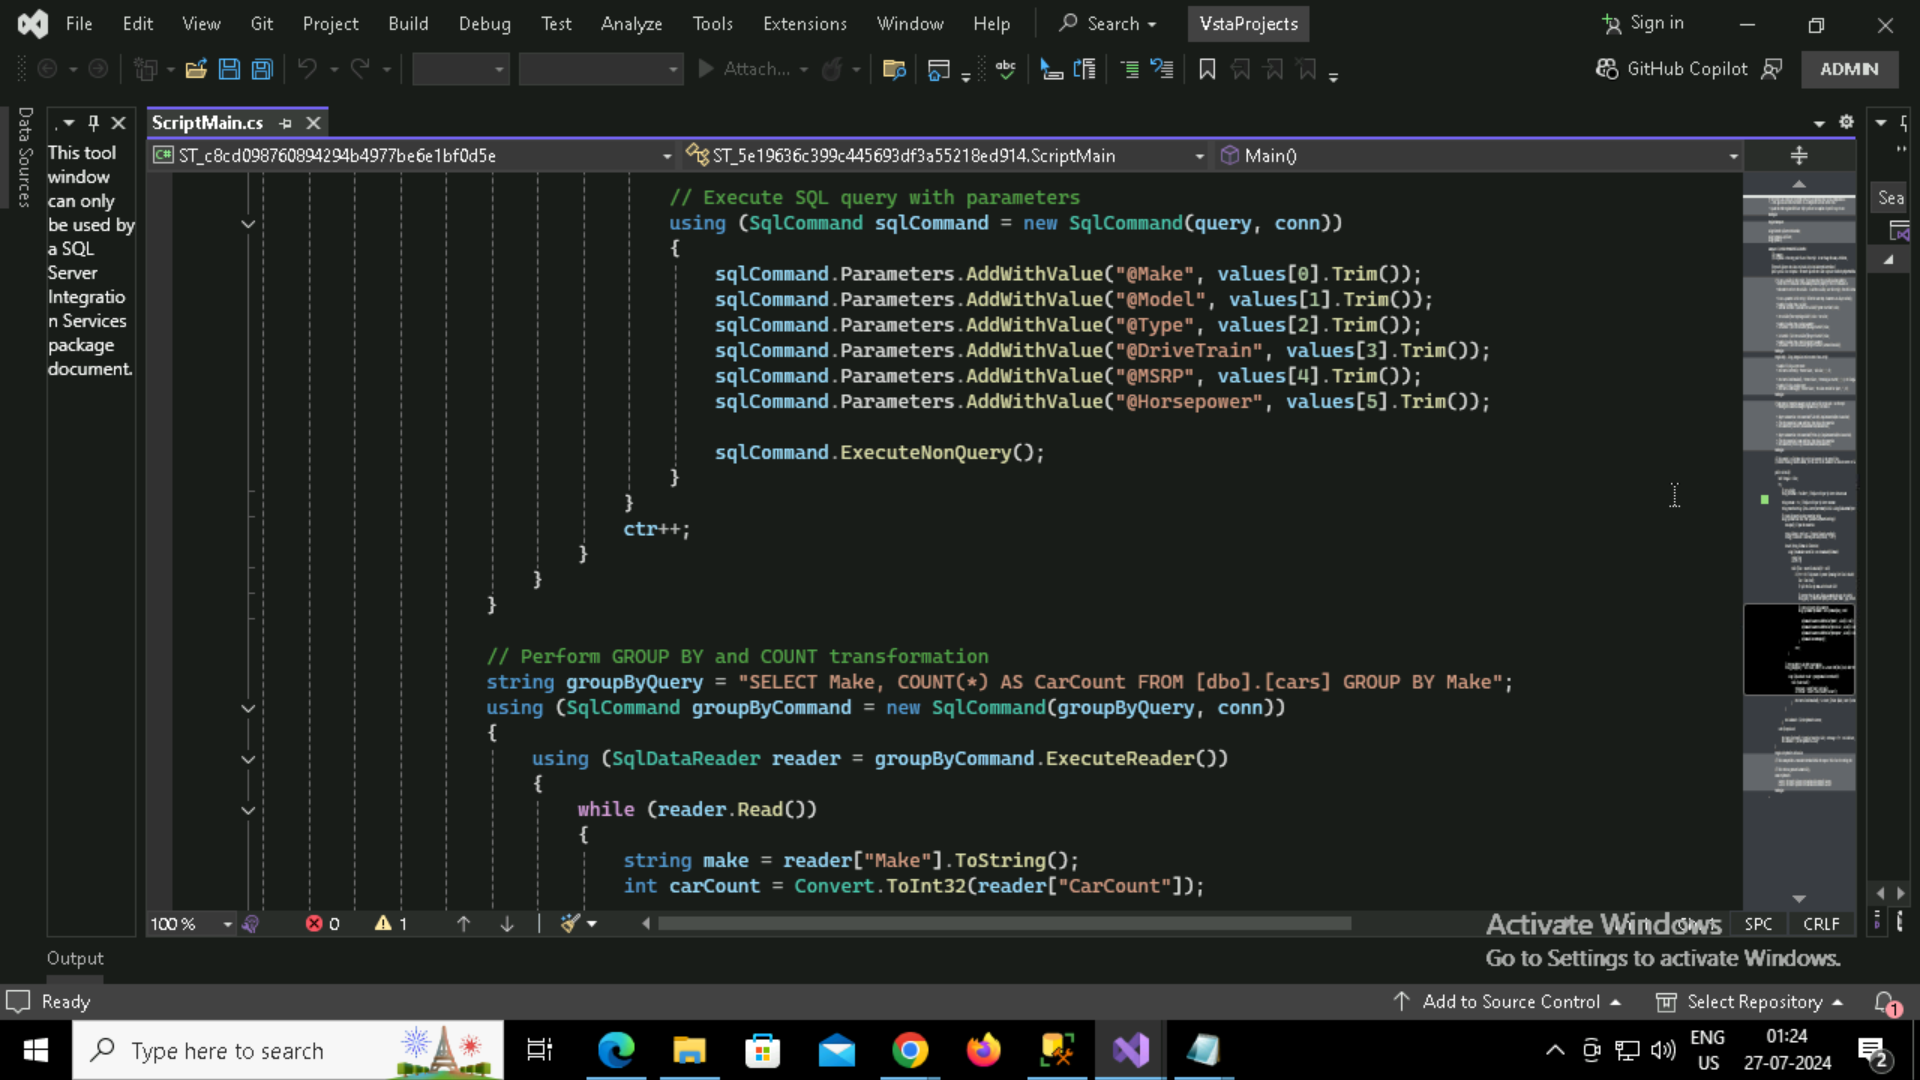 File Edit View Git Project Build Debug Test Analyze Tools Extensions Window Help Search VstaProjects Sign in
Attach... GitHub Copilot ADMIN
Data Sources
This tool
window
can only
be used by
a SQL
Server
Integratio
n Services
package
document.
ScriptMain.cs
ST_c8cd098760894294b4977be6e1bf0d5e ST_5e19636c399c445693df3a55218ed914.ScriptMain Main()
Sea
// Execute SQL query with parameters
using (SqlCommand sqlCommand = new SqlCommand(query, conn))
{
sqlCommand.Parameters.AddWithValue("@Make", values[0].Trim());
sqlCommand.Parameters.AddWithValue("@Model", values[1].Trim());
sqlCommand.Parameters.AddWithValue("@Type", values[2].Trim());
sqlCommand.Parameters.AddWithValue("@DriveTrain", values[3].Trim());
sqlCommand.Parameters.AddWithValue("@MSRP", values[4].Trim());
sqlCommand.Parameters.AddWithValue("@Horsepower", values[5].Trim());
sqlCommand.ExecuteNonQuery();
}
}
ctr++;
}
}
}
// Perform GROUP BY and COUNT transformation
string groupByQuery = "SELECT Make, COUNT(*) AS CarCount FROM [dbo].[cars] GROUP BY Make";
using (SqlCommand groupByCommand = new SqlCommand(groupByQuery, conn))
{
using (SqlDataReader reader = groupByCommand.ExecuteReader())
{
while (reader.Read())
{
string make = reader["Make"].ToString();
int carCount = Convert.ToInt32(reader["CarCount"]);
100 % 0 1 SPC CRLF
Activate Windows
Go to Settings to activate Windows.
Output
Ready Add to Source Control Select Repository 1
Type here to search
ENG
US
01:24
27-07-2024
2